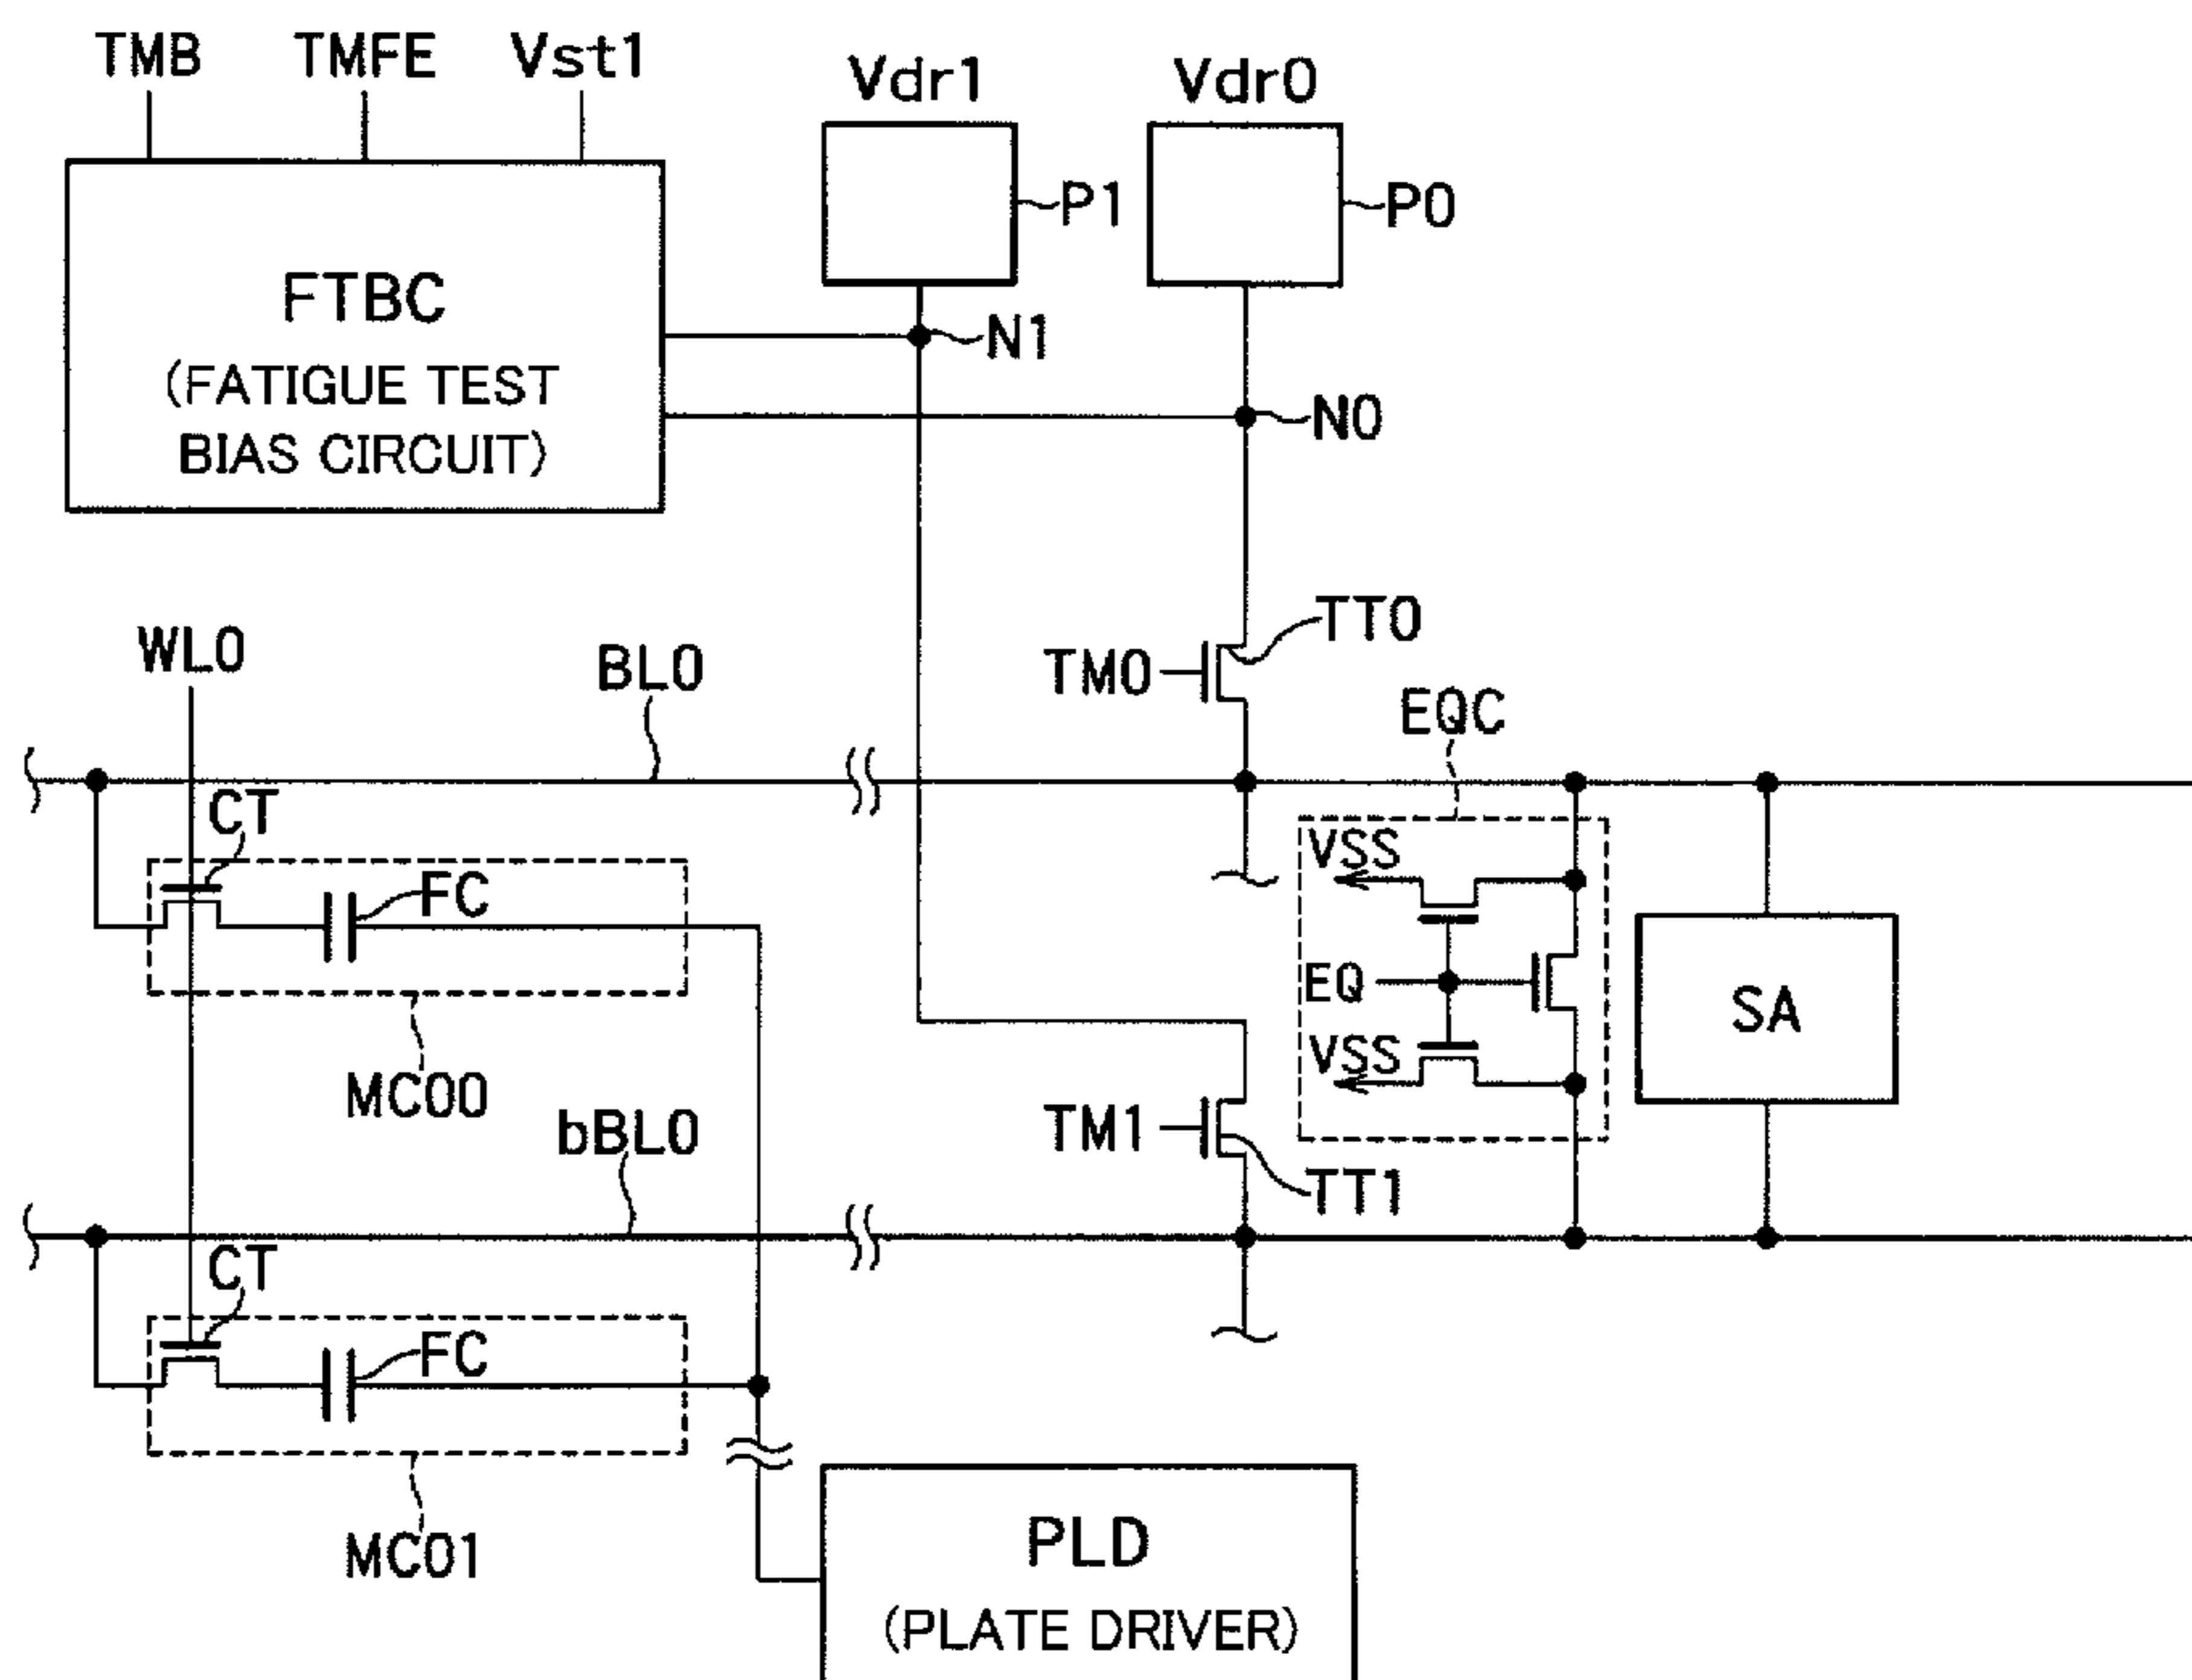 TMB
TMFE
Vst1
Vdr1
Vdr0
P1
P0
FTBC
(FATIGUE TEST
BIAS CIRCUIT)
N1
N0
TT0
TM0
WL0
BL0
EQC
CT
FC
VSS
EQ
VSS
SA
MC00
bBL0
TM1
TT1
CT
FC
MC01
PLD
(PLATE DRIVER)